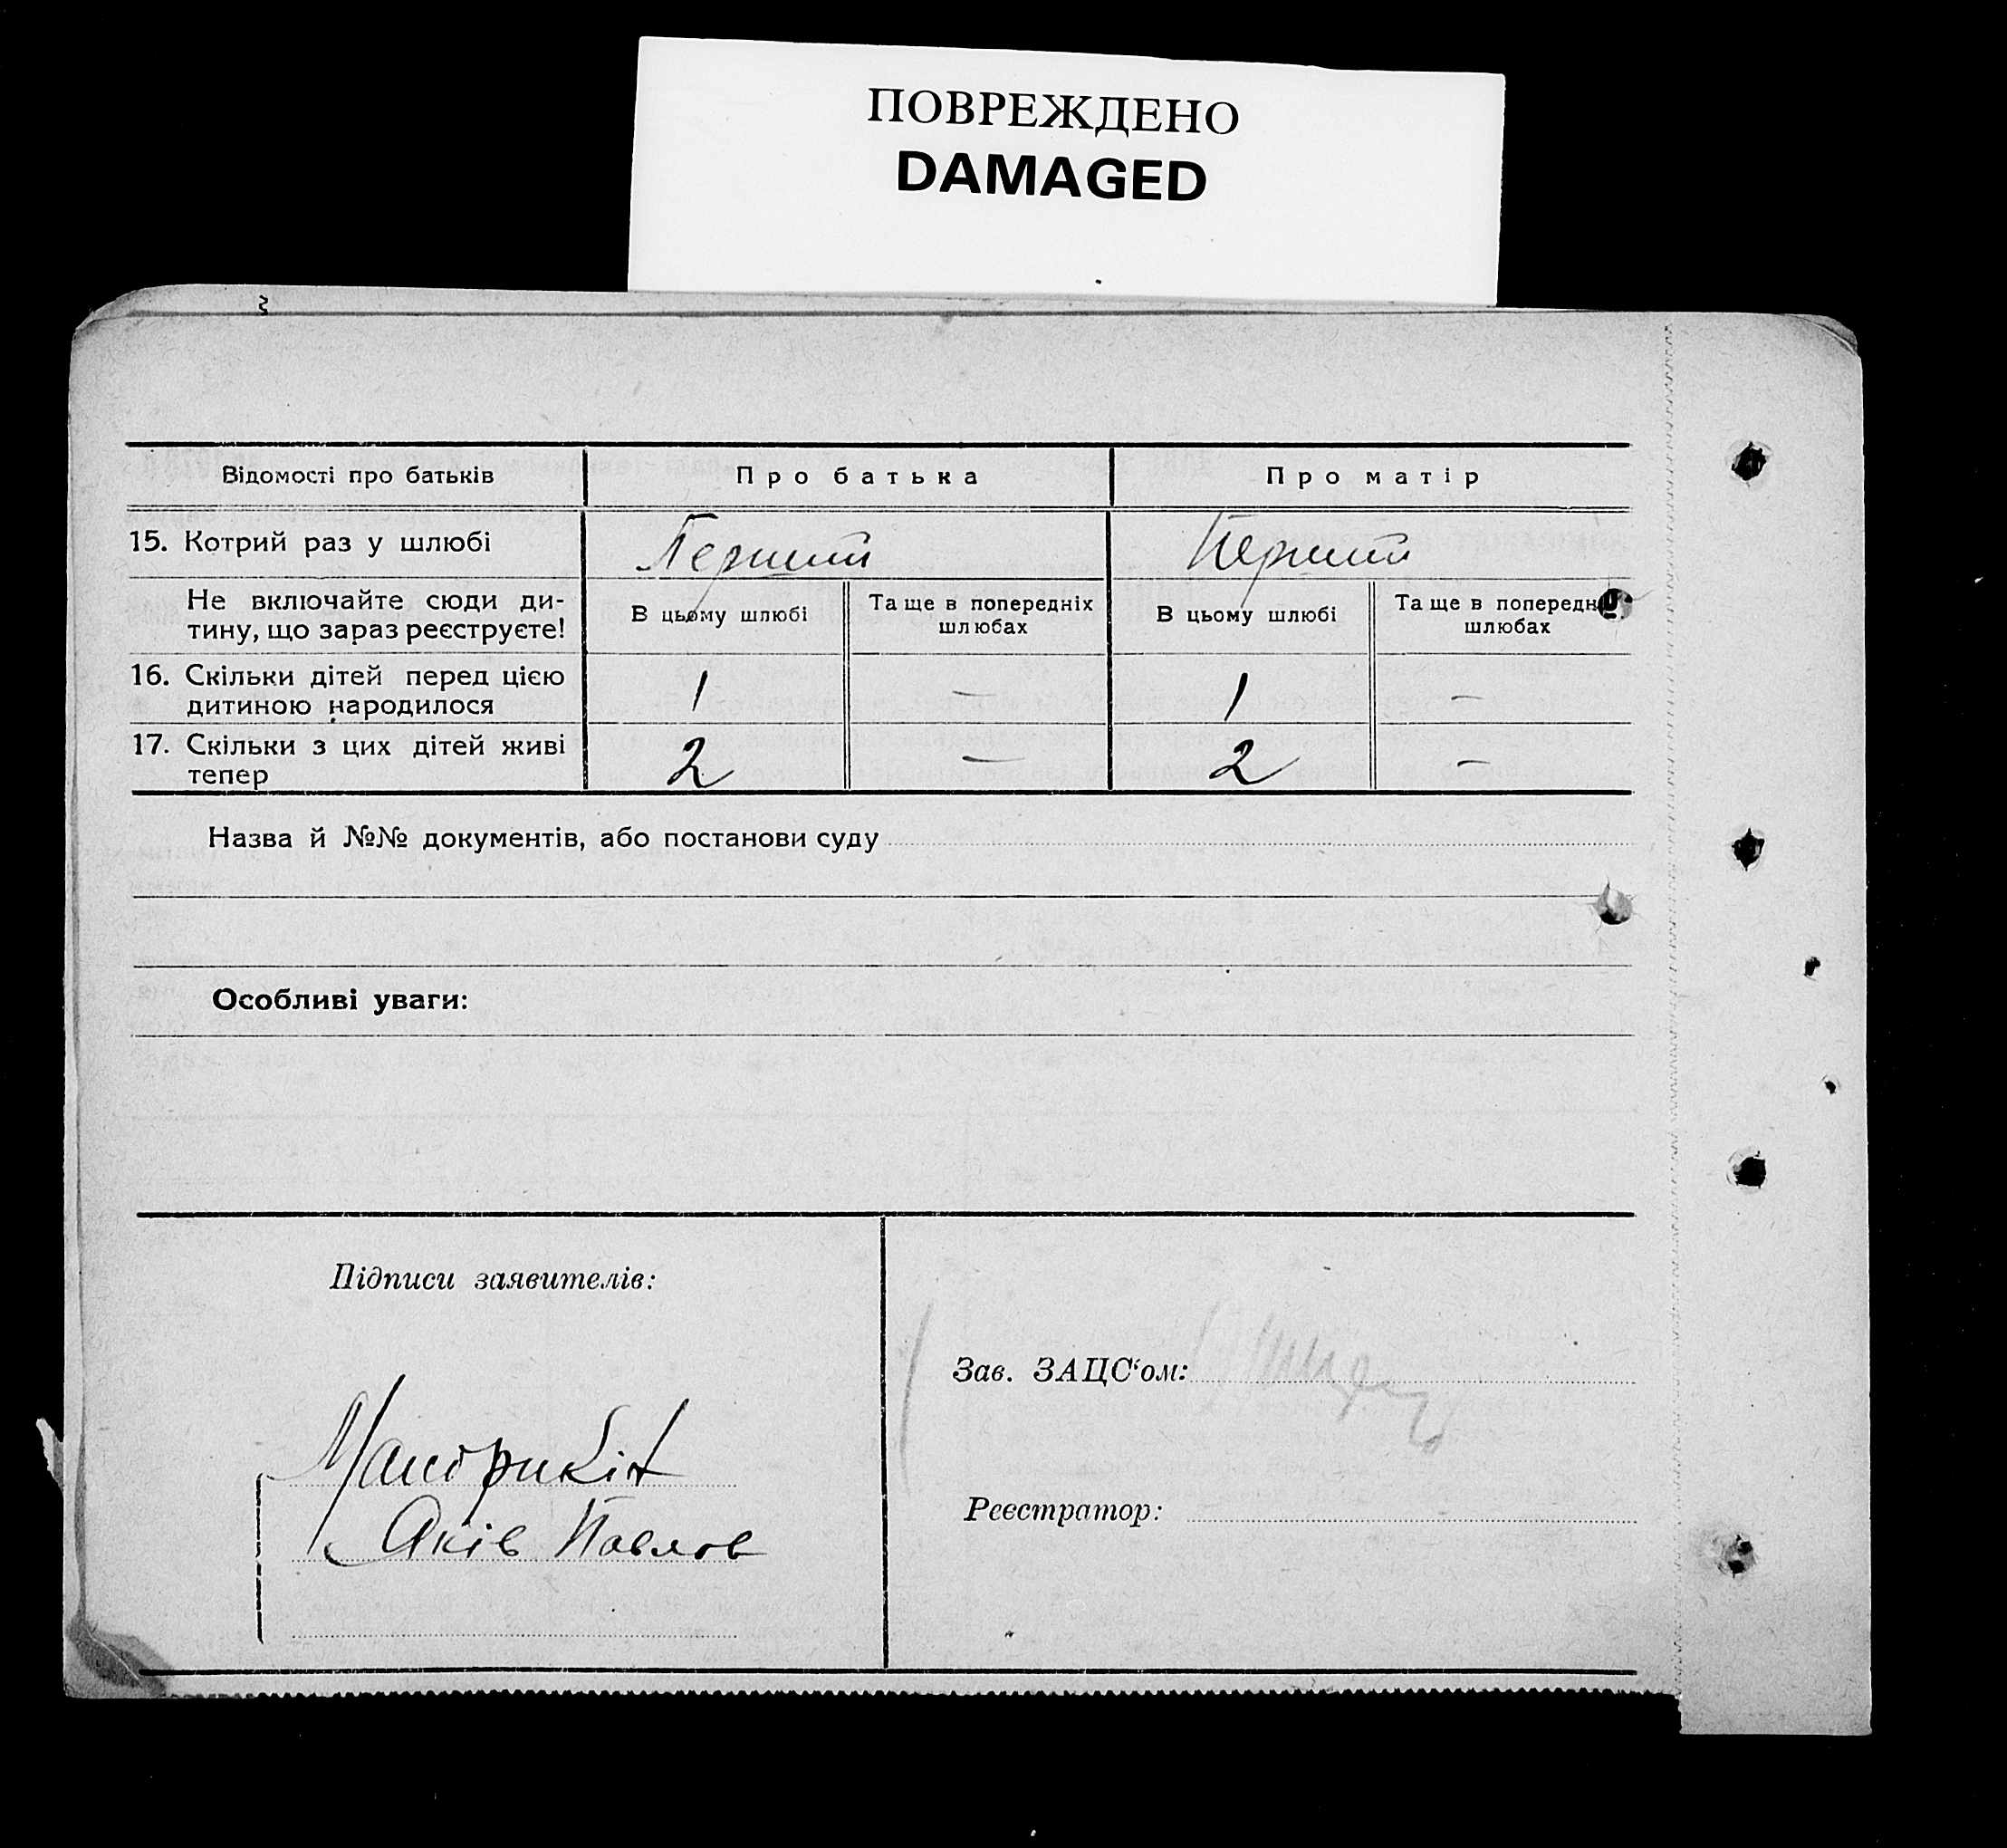 ПОВРЕЖДЕНО
DAMAGED
Відомості про батьків
Про батька
Про матір
15. Котрий раз у шлюбі
Перший
Перший
Не включайте сюди ди-
тину, що зараз реєструєте!
В цьому шлюбі
Та ще в попередніх
шлюбах
В цьому шлюбі
Та ще в попередн
шлюбах
16. Скільки дітей перед цією
дитиною народилося
1
—
1
—
17. Скільки з цих дітей живі
тепер
2
—
2
—
Назва й №№ документів, або постанови суду
Особливі уваги:
Підписи заявителів:
Зав. ЗАЦС‘ом:
Яків Павлов
Реєстратор: